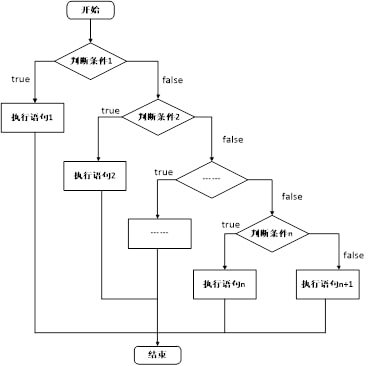 开始
判断条件1
true
false
执行语句1
判断条件2
true
false
执行语句2
------
true
false
------
判断条件n
true
false
执行语句n
执行语句n+1
结束